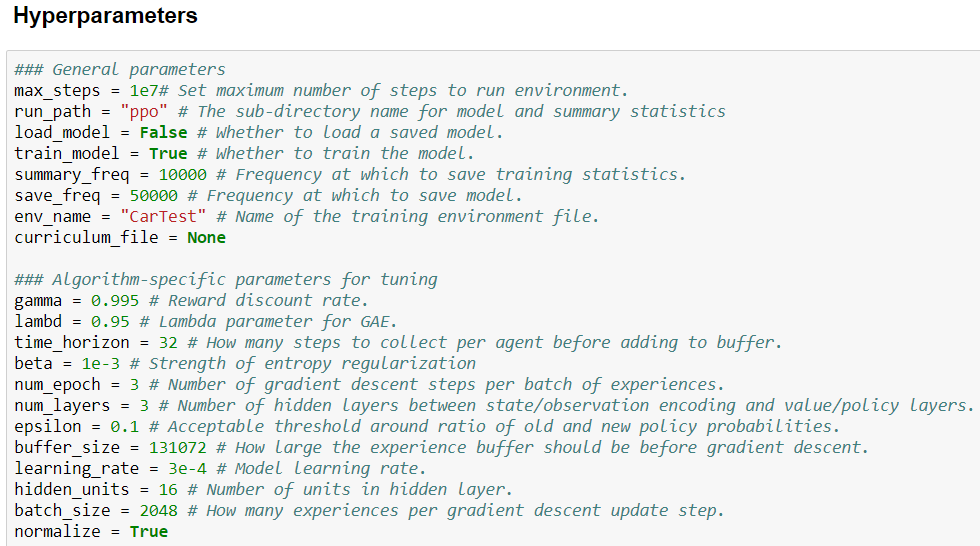 Hyperparameters
### General parameters
max_steps = 1e7# Set maximum number of steps to run environment.
run_path = "ppo" # The sub-directory name for model and summary statistics
load_model = False # Whether to load a saved model.
train_model = True # Whether to train the model.
summary_freq = 10000 # Frequency at which to save training statistics.
save_freq = 50000 # Frequency at which to save model.
env_name = "CarTest" # Name of the training environment file.
curriculum_file = None
### Algorithm-specific parameters for tuning
gamma = 0.995 # Reward discount rate.
lambd = 0.95 # Lambda parameter for GAE.
time_horizon = 32 # How many steps to collect per agent before adding to buffer.
beta = 1e-3 # Strength of entropy regularization
num_epoch = 3 # Number of gradient descent steps per batch of experiences.
num_layers = 3 # Number of hidden layers between state/observation encoding and value/policy layers.
epsilon = 0.1 # Acceptable threshold around ratio of old and new policy probabilities.
buffer_size = 131072 # How large the experience buffer should be before gradient descent.
learning_rate = 3e-4 # Model learning rate.
hidden_units = 16 # Number of units in hidden layer.
batch_size = 2048 # How many experiences per gradient descent update step.
normalize = True